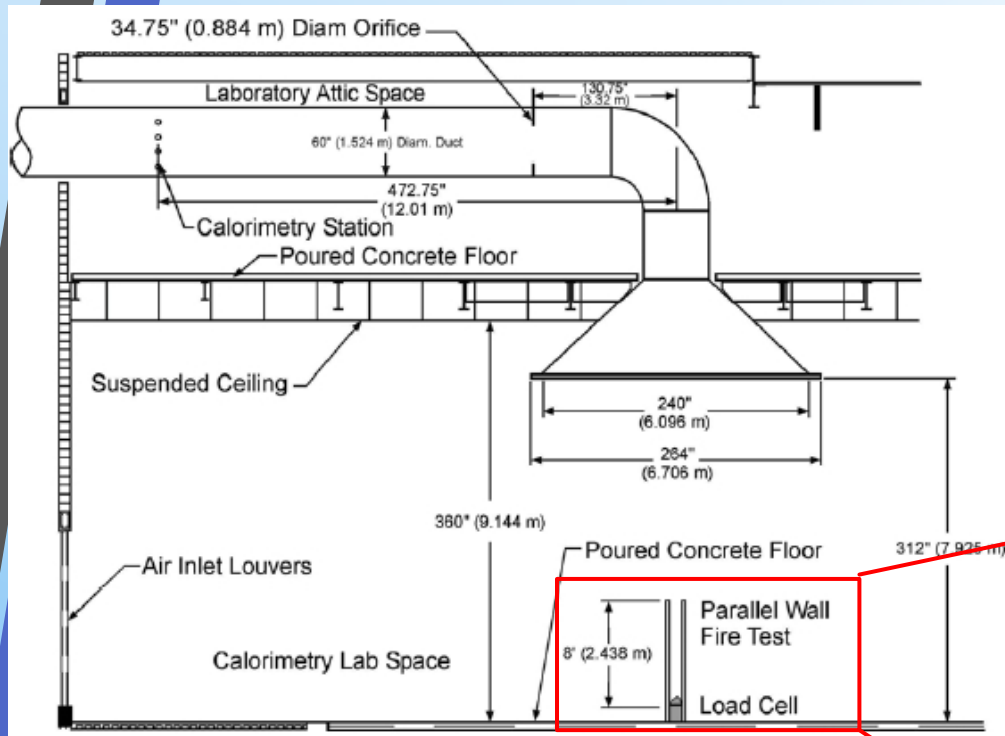 34.75" (0.884 m) Diam Orifice
Laboratory Attic Space
130.75"
(3.32 m)
60" (1.524 m) Diam. Duct
472.75"
(12.01 m)
Calorimetry Station
Poured Concrete Floor
Suspended Ceiling
240"
(6.096 m)
264"
(6.706 m)
360" (9.144 m)
Poured Concrete Floor
312" (7.925 m)
Air Inlet Louvers
Parallel Wall
Fire Test
8' (2.438 m)
Calorimetry Lab Space
Load Cell